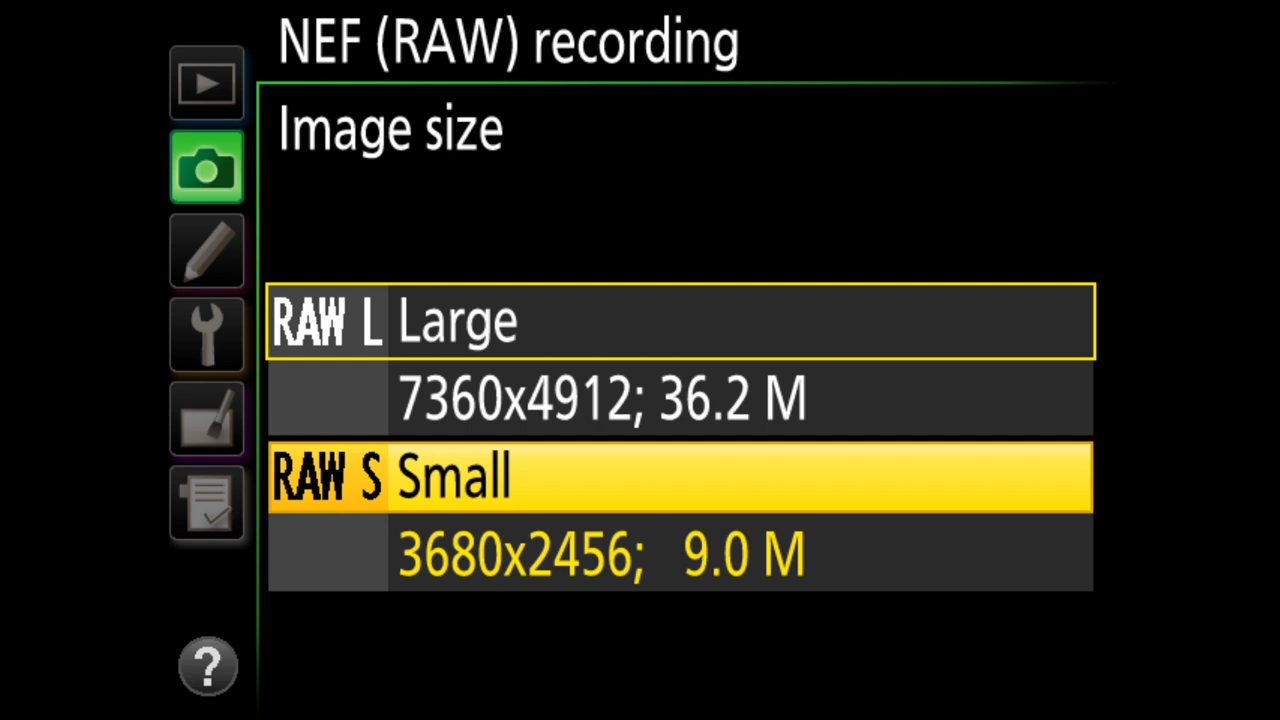 NEF (RAW) recording
Image size
RAW L Large
7360x4912; 36.2 M
RAW S Small
3680x2456; 9.0 M
?